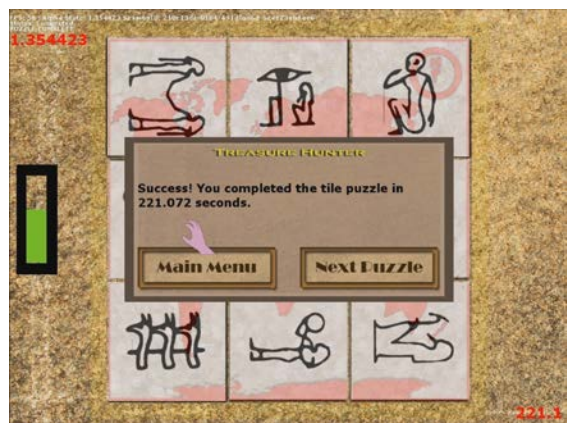 1.354423
TREASURE HUNTER
Success! You completed the tile puzzle in
221.072 seconds.
Main Menu
Next Puzzle
221.1